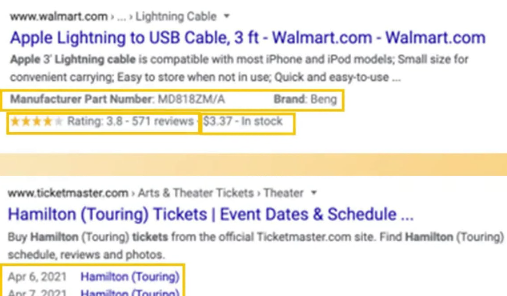 www.walmart.com › ... › Lightning Cable ▼
Apple Lightning to USB Cable, 3 ft - Walmart.com - Walmart.com
Apple 3' Lightning cable is compatible with most iPhone and iPod models; Small size for
convenient carrying; Easy to store when not in use; Quick and easy-to-use ...
Manufacturer Part Number: MD818ZM/A Brand: Beng
★★★★★ Rating: 3.8 - 571 reviews - $3.37 - In stock
www.ticketmaster.com › Arts & Theater Tickets › Theater ▼
Hamilton (Touring) Tickets | Event Dates & Schedule ...
Buy Hamilton (Touring) tickets from the official Ticketmaster.com site. Find Hamilton (Touring)
schedule, reviews and photos.
Apr 6, 2021 Hamilton (Touring)
Apr 7, 2021 Hamilton (Touring)